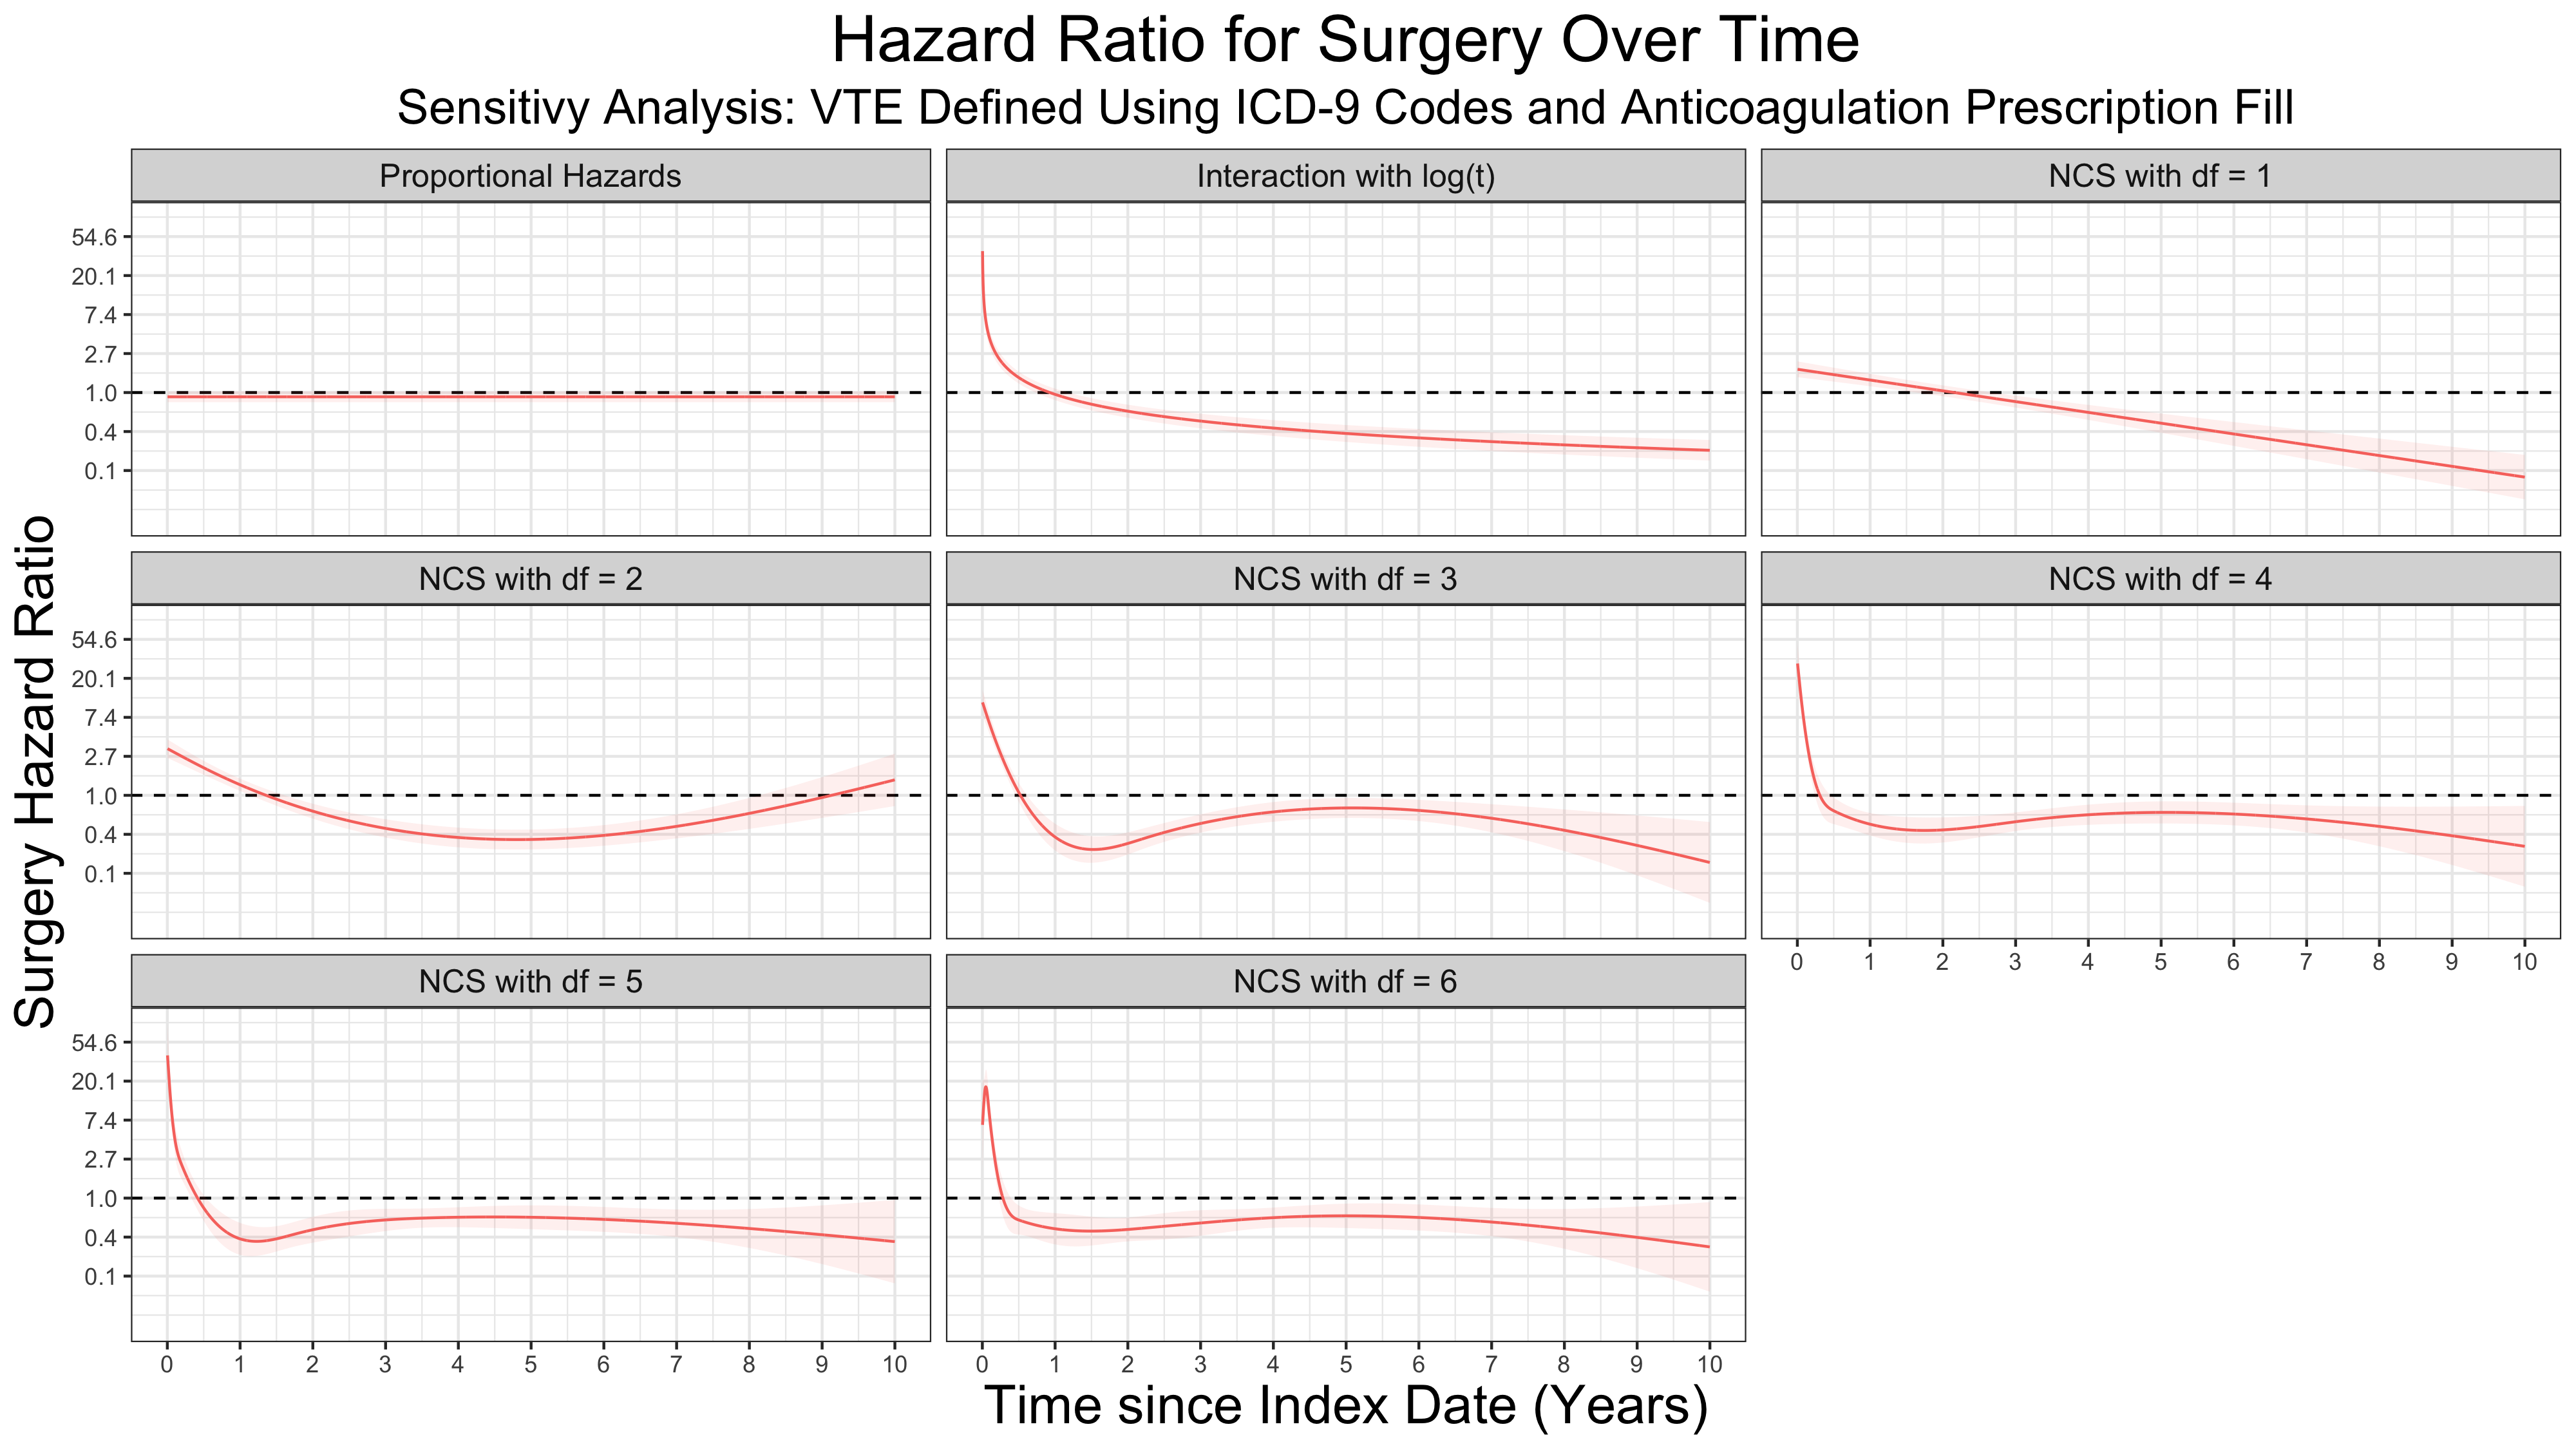 Hazard Ratio for Surgery Over Time
Sensitivy Analysis: VTE Defined Using ICD-9 Codes and Anticoagulation Prescription Fill
Proportional Hazards
Interaction with log(t)
NCS with df = 1
54.6
20.1
7.4
2.7
1.0
0.4
0.1
NCS with df = 2
NCS with df = 3
NCS with df = 4
54.6
20.1
7.4
2.7
1.0
0.4
0.1
0 1 2 3 4 5 6 7 8 9 10
NCS with df = 5
NCS with df = 6
54.6
20.1
7.4
2.7
1.0
0.4
0.1
0 1 2 3 4 5 6 7 8 9 10
0 1 2 3 4 5 6 7 8 9 10
Surgery Hazard Ratio
Time since Index Date (Years)